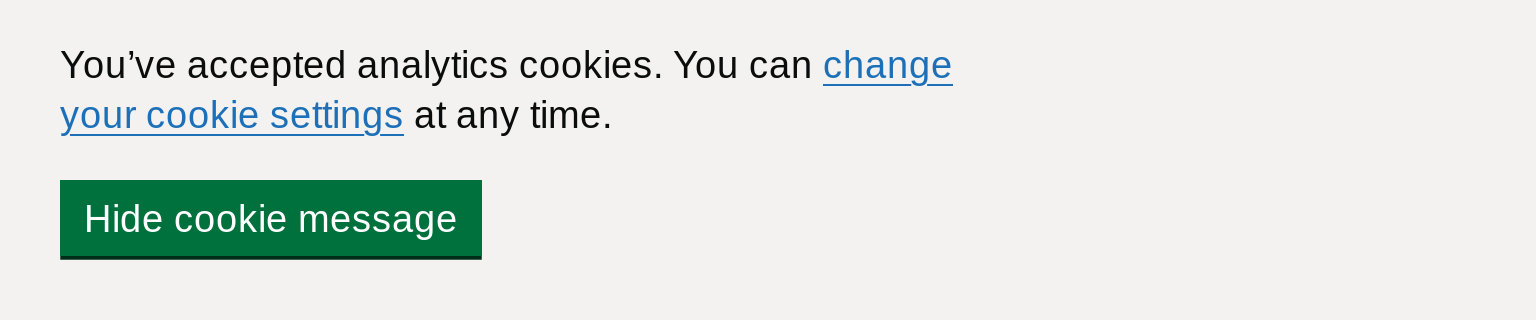 You’ve accepted analytics cookies. You can change
your cookie settings at any time.
Hide cookie message